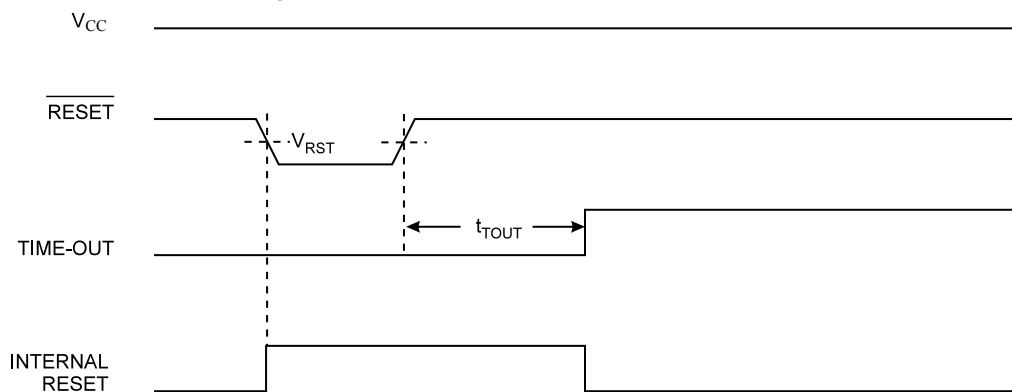 VCC
RESET
VRST
tTOUT
TIME-OUT
INTERNAL
RESET